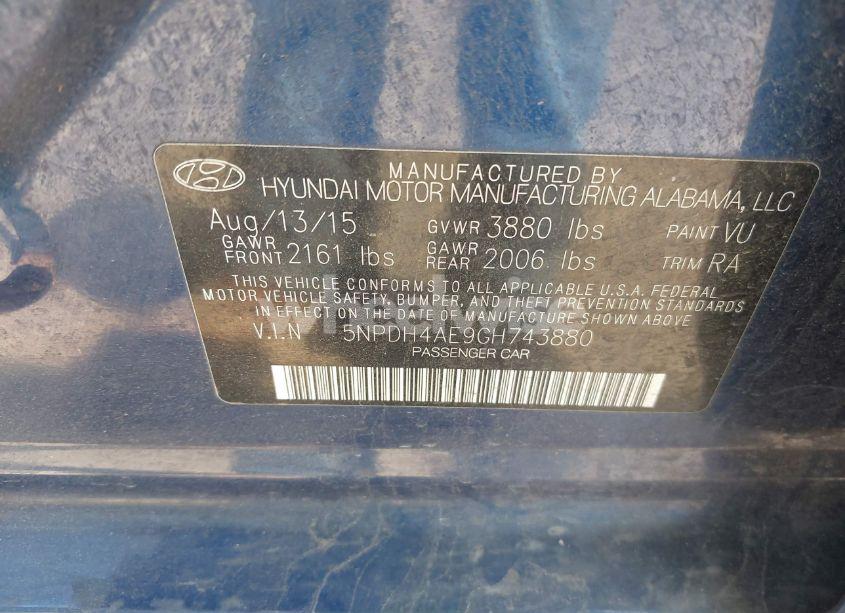 MANUFACTURED BY
HYUNDAI MOTOR MANUFACTURING ALABAMA, LLC
Aug/13/15 GVWR 3880 lbs PAINT VU
GAWR FRONT 2161 lbs GAWR REAR 2006 lbs TRIM RA
THIS VEHICLE CONFORMS TO ALL APPLICABLE U.S.A. FEDERAL
MOTOR VEHICLE SAFETY, BUMPER, AND THEFT PREVENTION STANDARDS
IN EFFECT ON THE DATE OF MANUFACTURE SHOWN ABOVE
V.I.N 5NPDH4AE9GH743880
PASSENGER CAR